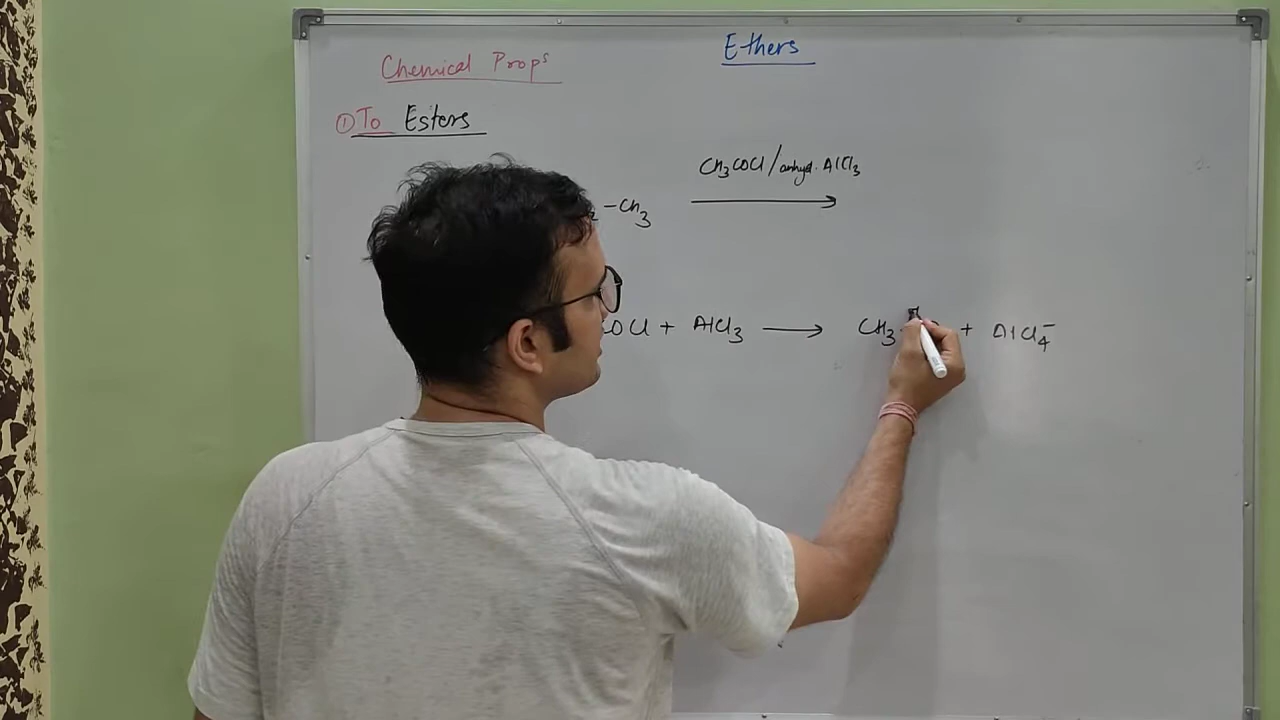 Ethers
Chemical Props
① To Esters
CH₃COCl / anhyd. AlCl₃
-CH₃ ⟶
COCl + AlCl₃ ⟶ CH₃- + AlCl₄⁻